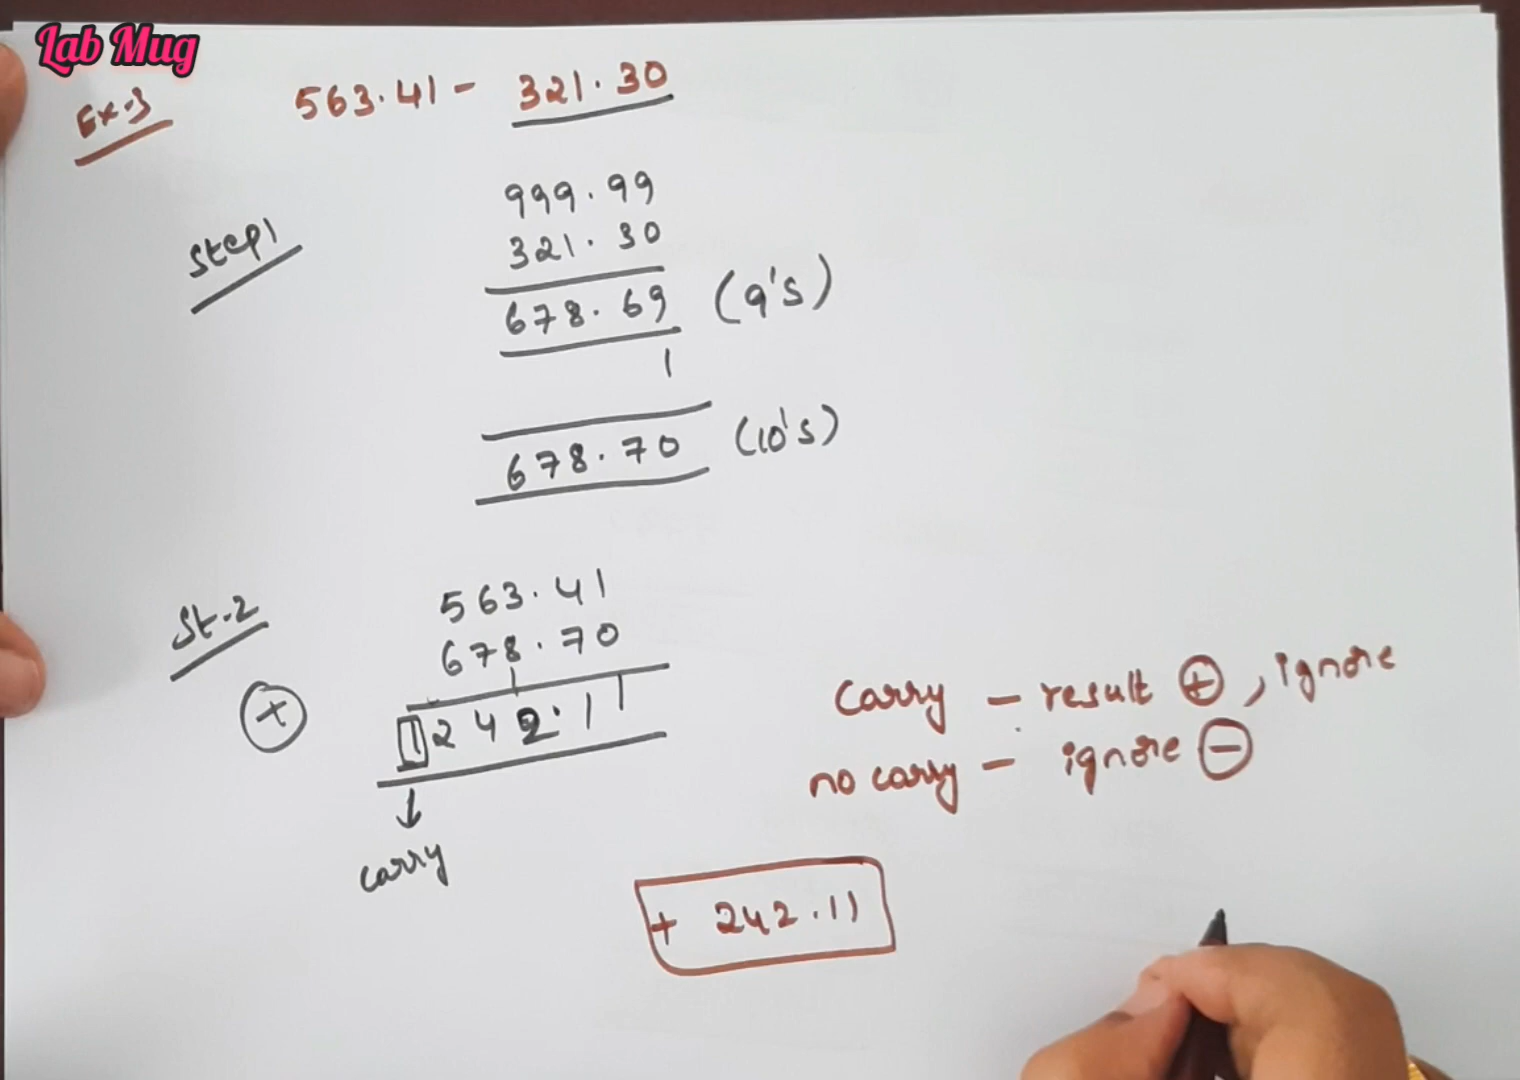 Lab Mug
Ex-3
563.41 - 321.30
Step1
999.99
321.30
678.69 (9's)
1
678.70 (10's)
St-2
563.41
678.70
+
1
1242.11
carry
Carry - result +, ignore
no carry - ignore -
+ 242.11